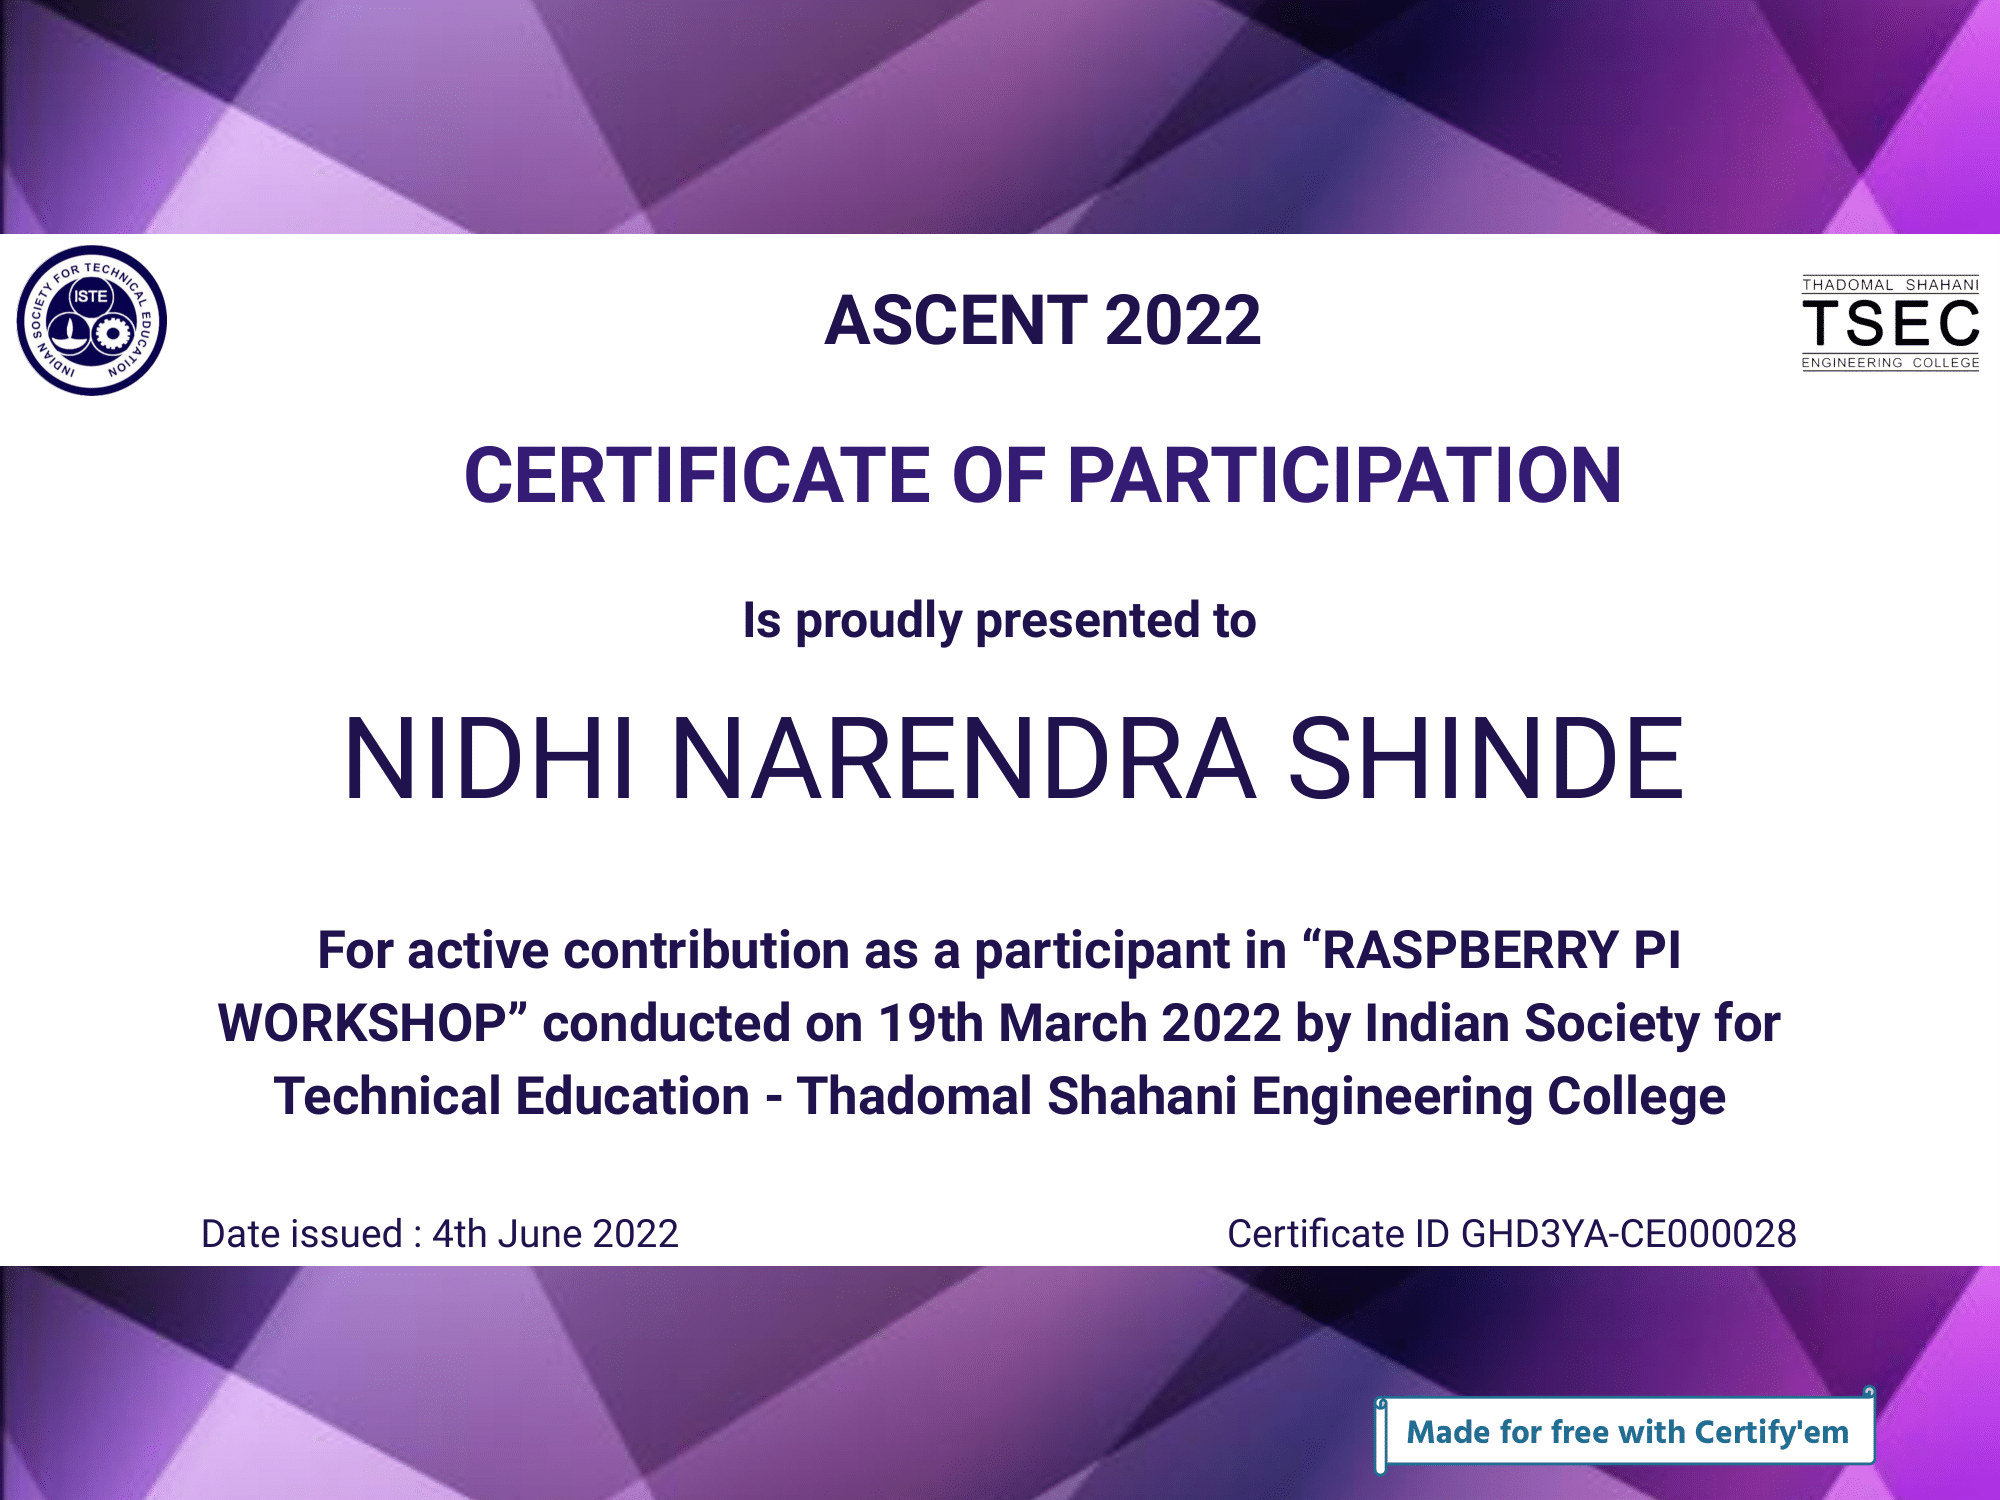 INDIAN SOCIETY FOR TECHNICAL EDUCATION
ISTE
ASCENT 2022
THADOMAL SHAHANI
TSEC
ENGINEERING COLLEGE
CERTIFICATE OF PARTICIPATION
Is proudly presented to
NIDHI NARENDRA SHINDE
For active contribution as a participant in “RASPBERRY PI
WORKSHOP” conducted on 19th March 2022 by Indian Society for
Technical Education - Thadomal Shahani Engineering College
Date issued : 4th June 2022
Certificate ID GHD3YA-CE000028
Made for free with Certify'em